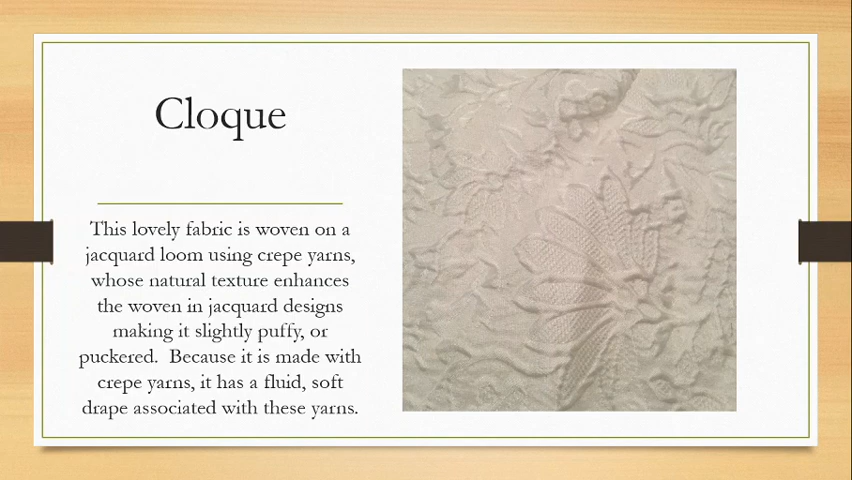 Cloque
This lovely fabric is woven on a
jacquard loom using crepe yarns,
whose natural texture enhances
the woven in jacquard designs
making it slightly puffy, or
puckered.  Because it is made with
crepe yarns, it has a fluid, soft
drape associated with these yarns.